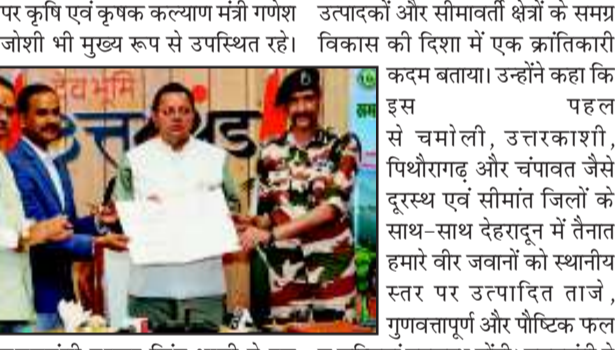 पर कृषि एवं कृषक कल्याण मंत्री गणेश
जोशी भी मुख्य रूप से उपस्थित रहे।
देवभूमि
उत्पादकों और सीमावर्ती क्षेत्रों के समग्र
विकास की दिशा में एक क्रांतिकारी
कदम बताया। उन्होंने कहा कि
इस पहल
से चमोली, उत्तरकाशी,
पिथौरागढ़ और चंपावत जैसे
दूरस्थ एवं सीमांत जिलों के
साथ-साथ देहरादून में तैनात
हमारे वीर जवानों को स्थानीय
स्तर पर उत्पादित ताजे,
गुणवत्तापूर्ण और पौष्टिक फल